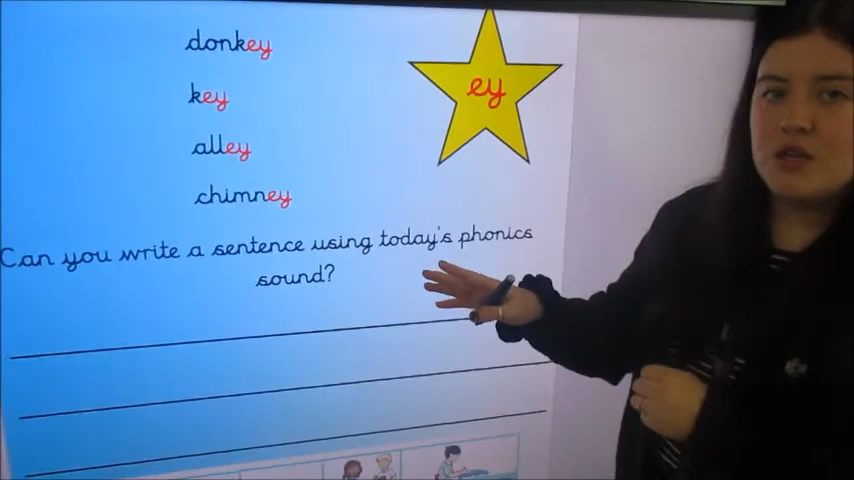 donkey
ey
key
alley
chimney
Can you write a sentence using today's phonics
sound?